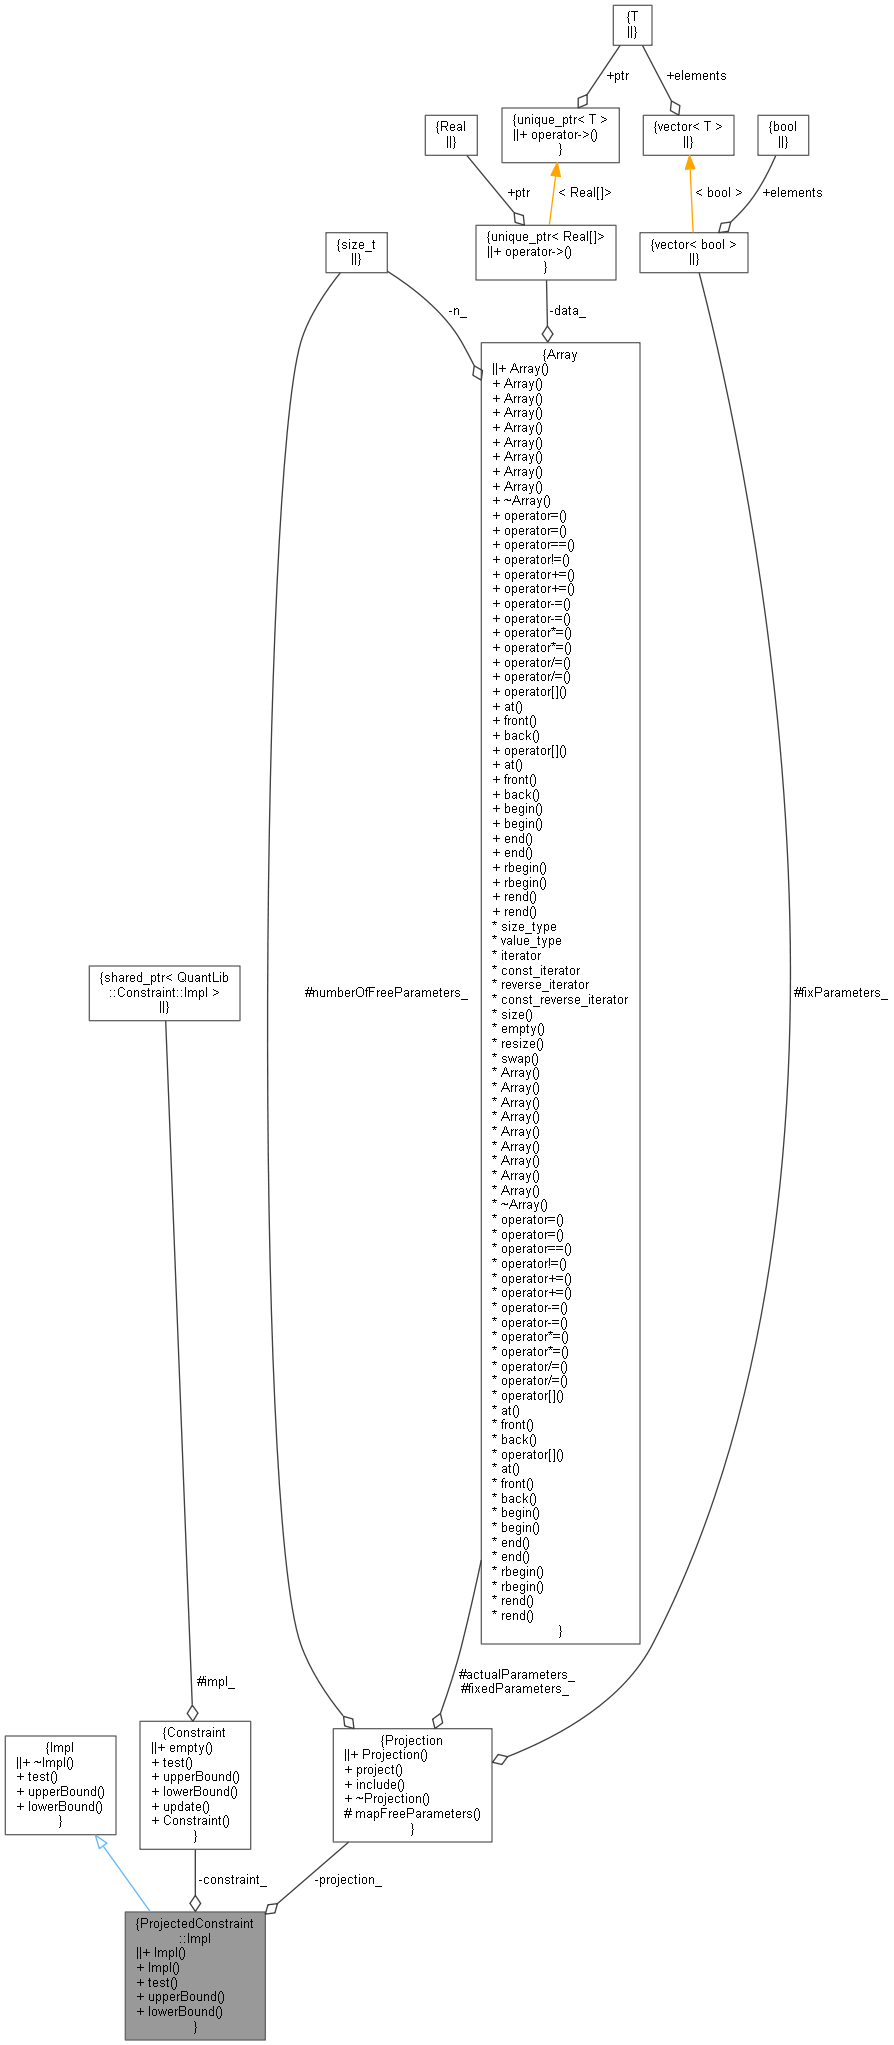 {T
||}
+ptr
+elements
{unique_ptr< T >
||+ operator->()
}
{vector< T >
||}
{Real
||}
{bool
||}
+ptr
< Real[]>
< bool >
+elements
{unique_ptr< Real[]>
||+ operator->()
}
{vector< bool >
||}
{size_t
||}
-n_
-data_
{Array
||+ Array()
+ Array()
+ Array()
+ Array()
+ Array()
+ Array()
+ Array()
+ Array()
+ Array()
+ ~Array()
+ operator=()
+ operator=()
+ operator==()
+ operator!=()
+ operator+=()
+ operator+=()
+ operator-=()
+ operator-=()
+ operator*=()
+ operator*=()
+ operator/=()
+ operator/=()
+ operator[]()
+ at()
+ front()
+ back()
+ operator[]()
+ at()
+ front()
+ back()
+ begin()
+ begin()
+ end()
+ end()
+ rbegin()
+ rbegin()
+ rend()
+ rend()
* size_type
* value_type
* iterator
* const_iterator
* reverse_iterator
* const_reverse_iterator
* size()
* empty()
* resize()
* swap()
* Array()
* Array()
* Array()
* Array()
* Array()
* Array()
* Array()
* Array()
* Array()
* ~Array()
* operator=()
* operator=()
* operator==()
* operator!=()
* operator+=()
* operator+=()
* operator-=()
* operator-=()
* operator*=()
* operator*=()
* operator/=()
* operator/=()
* operator[]()
* at()
* front()
* back()
* operator[]()
* at()
* front()
* back()
* begin()
* begin()
* end()
* end()
* rbegin()
* rbegin()
* rend()
* rend()
}
{shared_ptr< QuantLib
::Constraint::Impl >
||}
#numberOfFreeParameters_
#fixParameters_
#impl_
#actualParameters_
#fixedParameters_
{Impl
||+ ~Impl()
+ test()
+ upperBound()
+ lowerBound()
}
{Constraint
||+ empty()
+ test()
+ upperBound()
+ lowerBound()
+ update()
+ Constraint()
}
{Projection
||+ Projection()
+ project()
+ include()
+ ~Projection()
# mapFreeParameters()
}
-constraint_
-projection_
{ProjectedConstraint
::Impl
||+ Impl()
+ Impl()
+ test()
+ upperBound()
+ lowerBound()
}